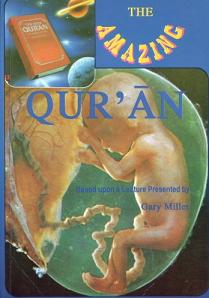 THE
AMAZING
QUR'ĀN
Based upon a Lecture Presented by
Gary Miller